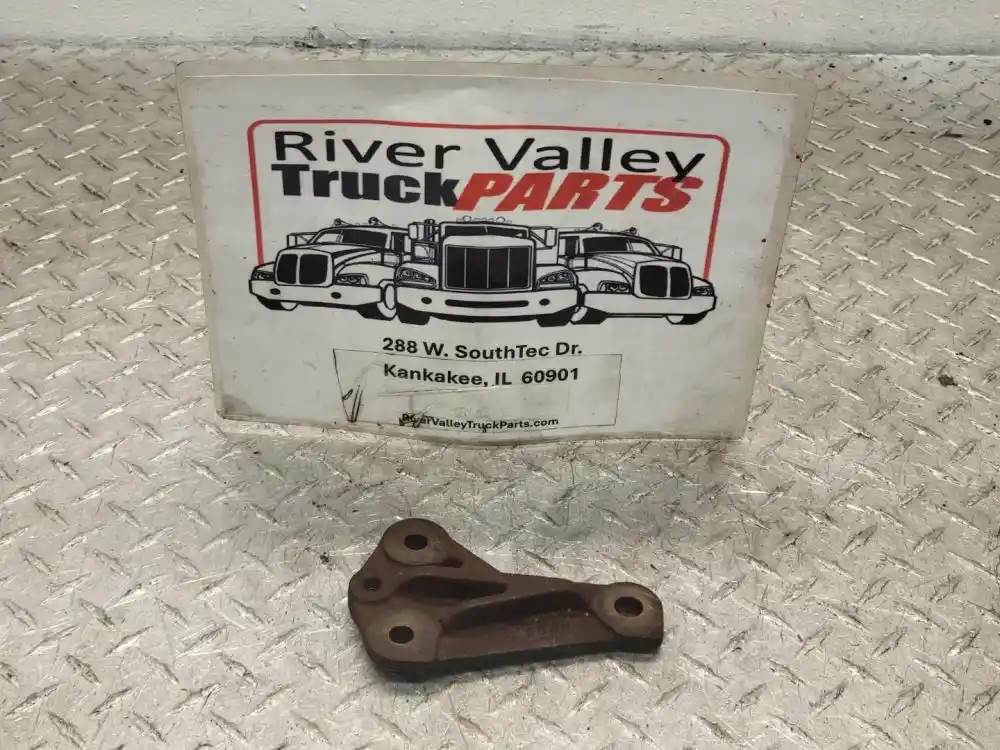 River Valley
TruckPARTS
288 W. SouthTec Dr.
Kankakee, IL 60901
RiverValleyTruckParts.com